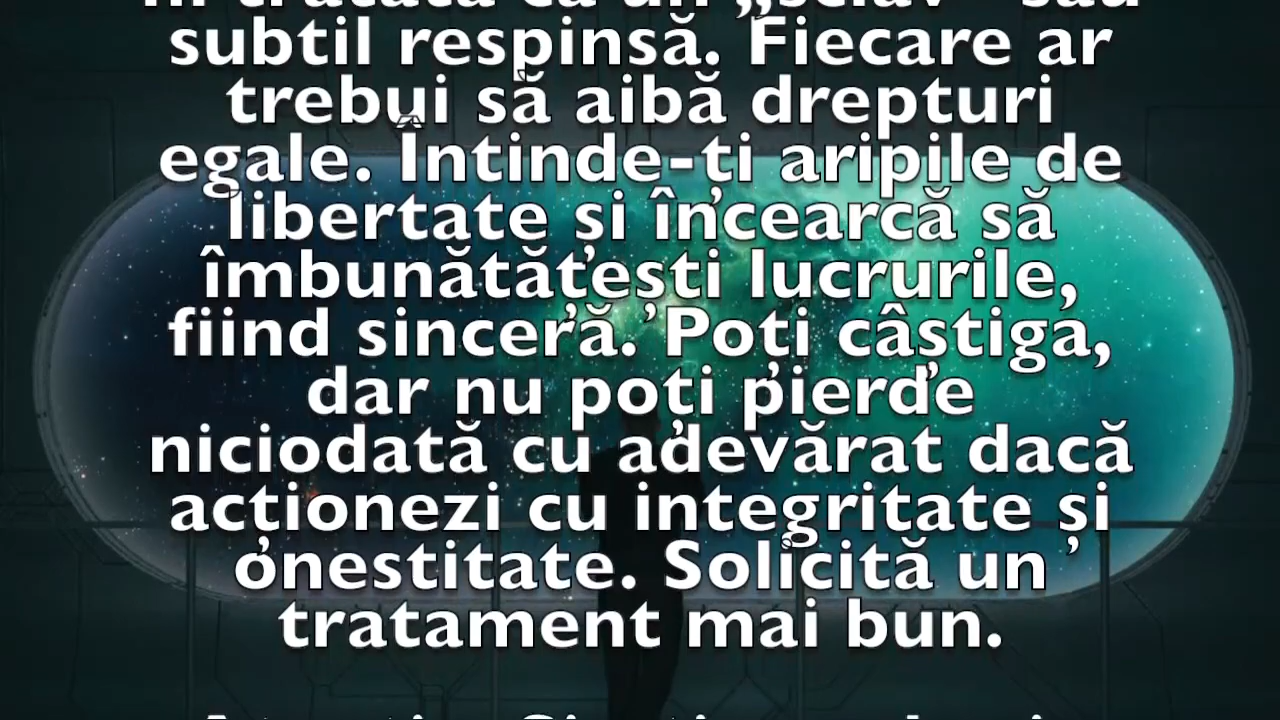 fi tratată ca un „sclav” sau
subtil respinsă. Fiecare ar
trebui să aibă drepturi
egale. Întinde-ți aripile de
libertate și încearcă să
îmbunătățești lucrurile,
fiind sinceră. Poți câștiga,
dar nu poți pierde
niciodată cu adevărat dacă
acționezi cu integritate și
onestitate. Solicită un
tratament mai bun.